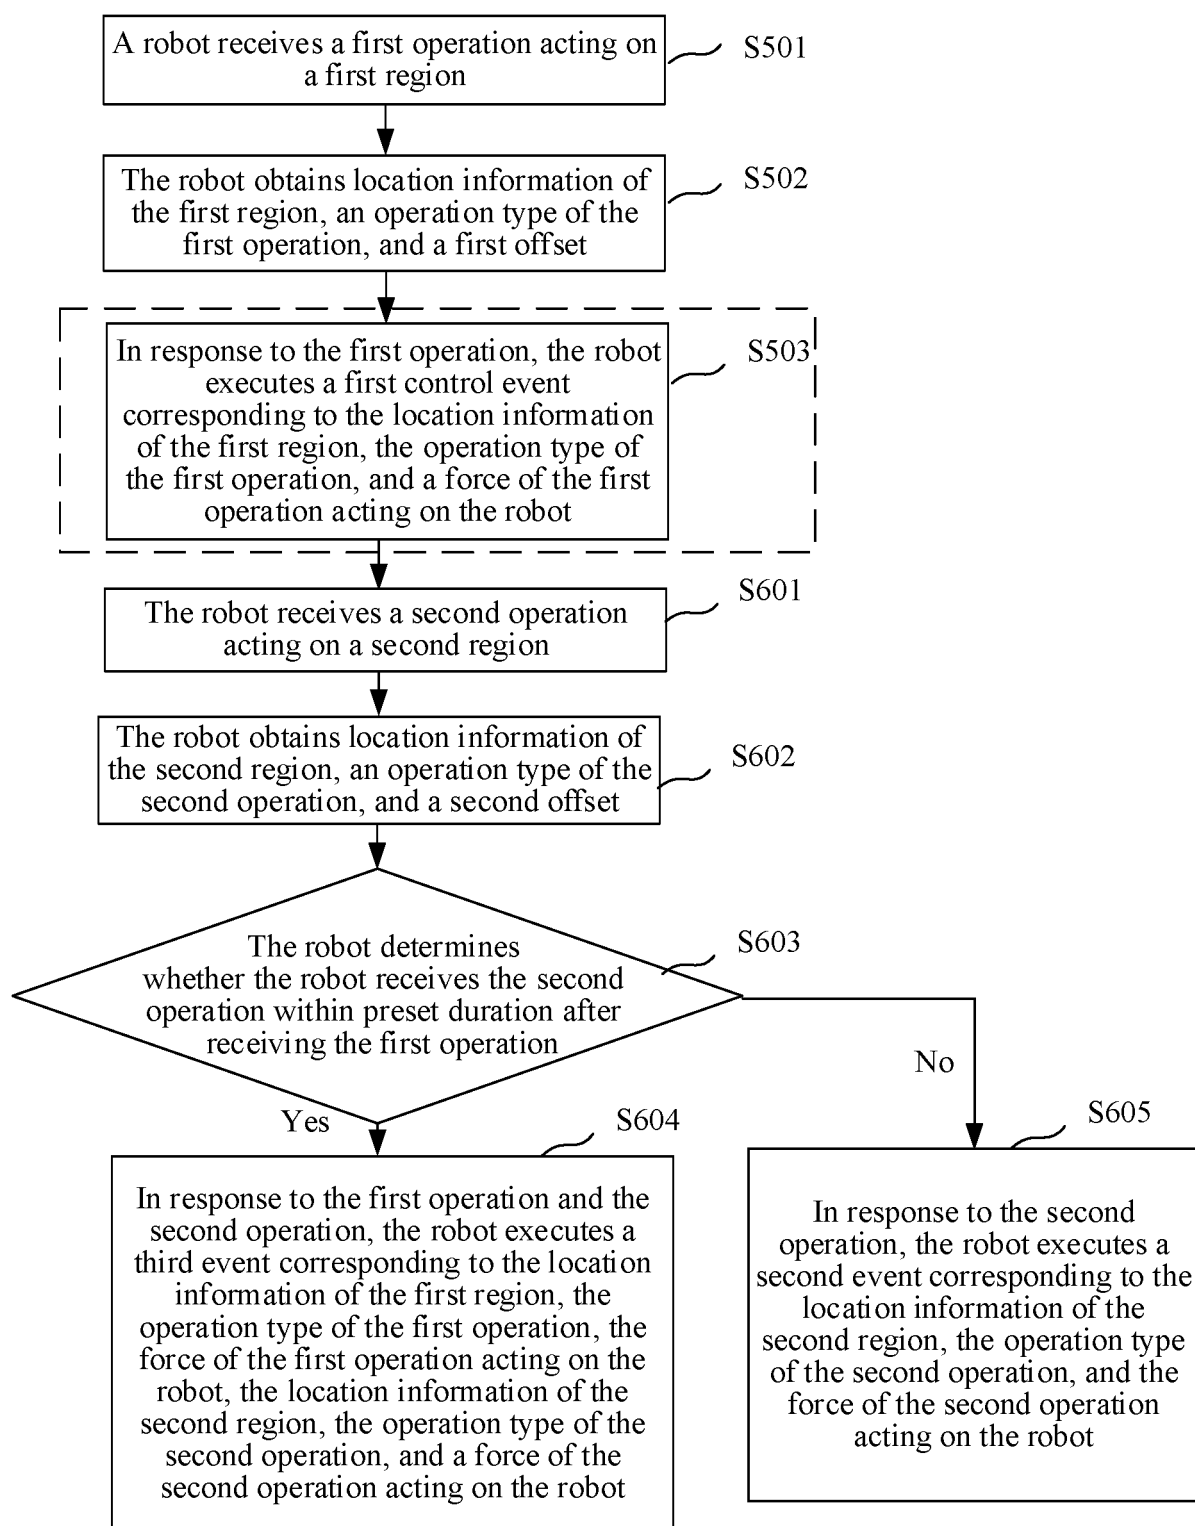 A robot receives a first operation acting on
a first region
S501
The robot obtains location information of
the first region, an operation type of the
first operation, and a first offset
S502
In response to the first operation, the robot
executes a first control event
corresponding to the location information
of the first region, the operation type of
the first operation, and a force of the first
operation acting on the robot
S503
The robot receives a second operation
acting on a second region
S601
The robot obtains location information of
the second region, an operation type of the
second operation, and a second offset
S602
The robot determines
whether the robot receives the second
operation within preset duration after
receiving the first operation
S603
Yes
No
S604
In response to the first operation and the
second operation, the robot executes a
third event corresponding to the location
information of the first region, the
operation type of the first operation, the
force of the first operation acting on the
robot, the location information of the
second region, the operation type of the
second operation, and a force of the
second operation acting on the robot
S605
In response to the second
operation, the robot executes a
second event corresponding to the
location information of the
second region, the operation type
of the second operation, and the
force of the second operation
acting on the robot